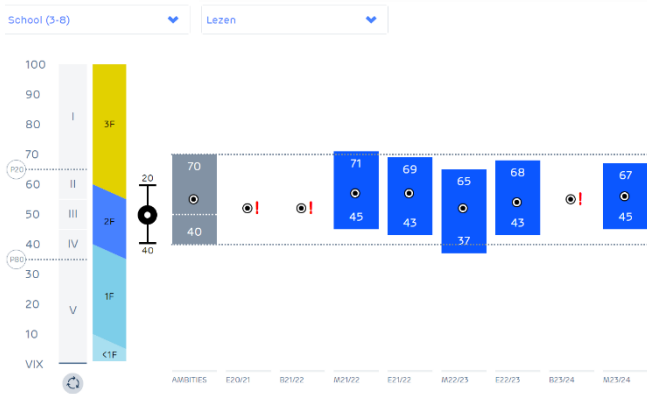 School (3-8)
Lezen
100
90
80
70
60
50
40
30
20
10
VIX
P20
P80
I
II
III
IV
V
3F
2F
1F
<1F
20
40
70
40
!
!
71
45
69
43
65
37
68
43
!
67
45
AMBITIES E20/21 B21/22 M21/22 E21/22 M22/23 E22/23 B23/24 M23/24